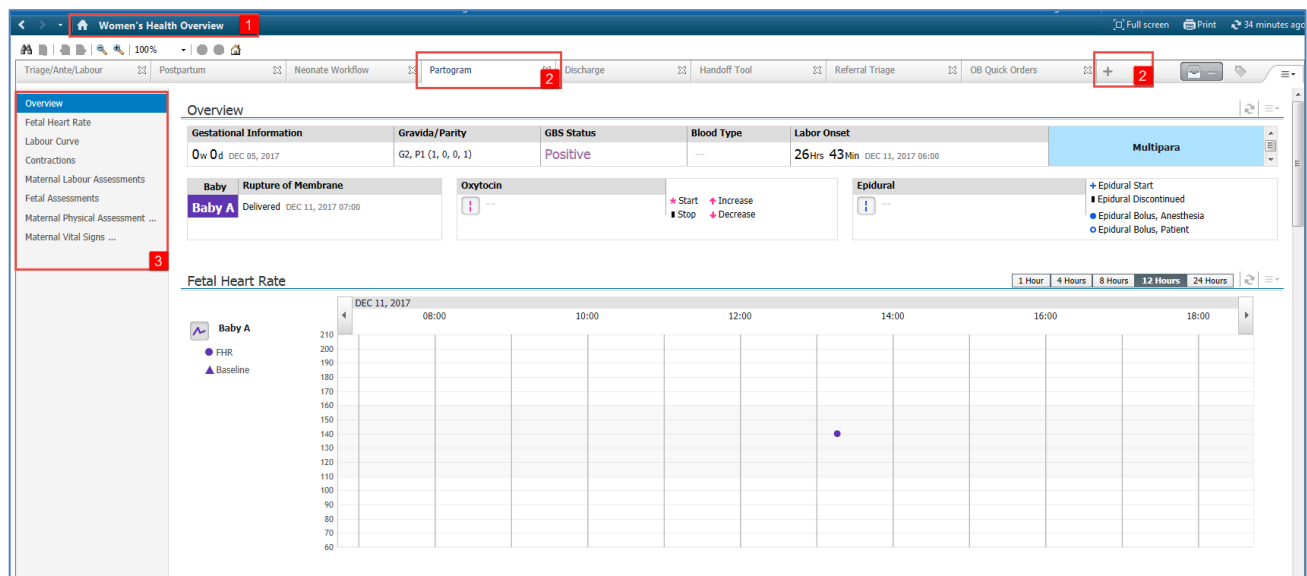 Women's Health Overview 1
Full screen Print 34 minutes ago
100%
Triage/Ante/Labour Postpartum Neonate Workflow Partogram 2 Discharge Handoff Tool Referral Triage OB Quick Orders + 2
Overview
Fetal Heart Rate
Labour Curve
Contractions
Maternal Labour Assessments
Fetal Assessments
Maternal Physical Assessment ...
Maternal Vital Signs ...
3
Overview
Gestational Information Gravida/Parity GBS Status Blood Type Labor Onset
0w 0d DEC 05, 2017 G2, P1 (1, 0, 0, 1) Positive -- 26Hrs 43Min DEC 11, 2017 06:00 Multipara
Baby Rupture of Membrane
Baby A Delivered DEC 11, 2017 07:00
Oxytocin
--
Start Increase
Stop Decrease
Epidural
--
+ Epidural Start
Epidural Discontinued
Epidural Bolus, Anesthesia
Epidural Bolus, Patient
Fetal Heart Rate
1 Hour 4 Hours 8 Hours 12 Hours 24 Hours
DEC 11, 2017
08:00 10:00 12:00 14:00 16:00 18:00
Baby A
FHR
Baseline
210
200
190
180
170
160
150
140
130
120
110
100
90
80
70
60